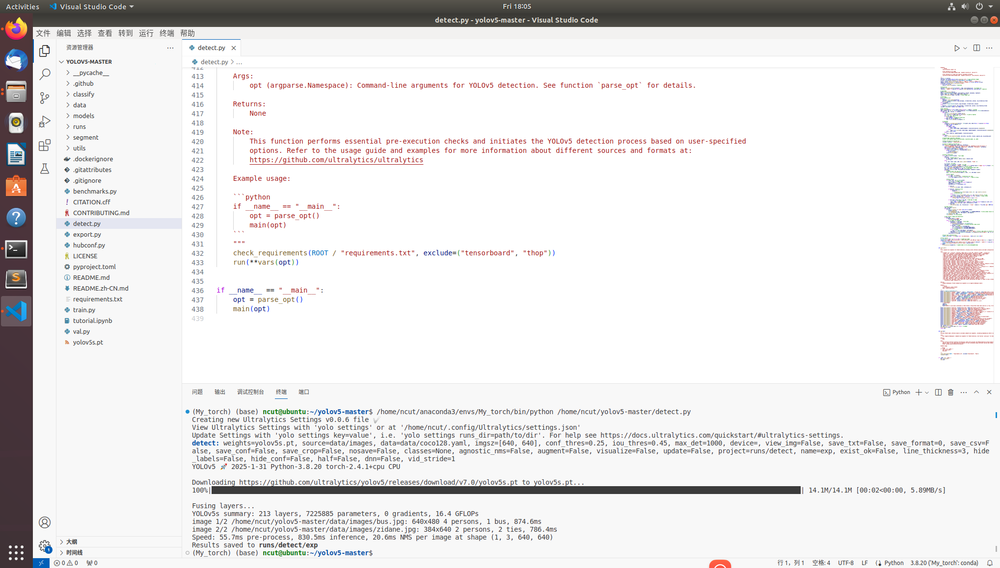 Activities
Visual Studio Code
Fri 18:05
detect.py - yolov5-master - Visual Studio Code
文件 编辑 选择 查看 转到 运行 终端 帮助
资源管理器
YOLOV5-MASTER
__pycache__
.github
classify
data
models
runs
segment
utils
.dockerignore
.gitattributes
.gitignore
benchmarks.py
CITATION.cff
CONTRIBUTING.md
detect.py
export.py
hubconf.py
LICENSE
pyproject.toml
README.md
README.zh-CN.md
requirements.txt
train.py
tutorial.ipynb
val.py
yolov5s.pt
大纲
时间线
detect.py
detect.py > ...
412
413 Args:
414 opt (argparse.Namespace): Command-line arguments for YOLOv5 detection. See function `parse_opt` for details.
415
416 Returns:
417 None
418
419 Note:
420 This function performs essential pre-execution checks and initiates the YOLOv5 detection process based on user-specified
421 options. Refer to the usage guide and examples for more information about different sources and formats at:
422 https://github.com/ultralytics/ultralytics
423
424 Example usage:
425
426 ```python
427 if __name__ == "__main__":
428 opt = parse_opt()
429 main(opt)
430 ```
431 """
432 check_requirements(ROOT / "requirements.txt", exclude=("tensorboard", "thop"))
433 run(**vars(opt))
434
435
436 if __name__ == "__main__":
437 opt = parse_opt()
438 main(opt)
439
问题 输出 调试控制台 终端 端口
Python
(My_torch) (base) ncut@ubuntu:~/yolov5-master$ /home/ncut/anaconda3/envs/My_torch/bin/python /home/ncut/yolov5-master/detect.py
Creating new Ultralytics Settings v0.0.6 file ✅
View Ultralytics Settings with 'yolo settings' or at '/home/ncut/.config/Ultralytics/settings.json'
Update Settings with 'yolo settings key=value', i.e. 'yolo settings runs_dir=path/to/dir'. For help see https://docs.ultralytics.com/quickstart/#ultralytics-settings.
detect: weights=yolov5s.pt, source=data/images, data=data/coco128.yaml, imgsz=[640, 640], conf_thres=0.25, iou_thres=0.45, max_det=1000, device=, view_img=False, save_txt=False, save_format=0, save_csv=F
alse, save_conf=False, save_crop=False, nosave=False, classes=None, agnostic_nms=False, augment=False, visualize=False, update=False, project=runs/detect, name=exp, exist_ok=False, line_thickness=3, hide
_labels=False, hide_conf=False, half=False, dnn=False, vid_stride=1
YOLOv5 🚀 2025-1-31 Python-3.8.20 torch-2.4.1+cpu CPU
Downloading https://github.com/ultralytics/yolov5/releases/download/v7.0/yolov5s.pt to yolov5s.pt...
100%| | 14.1M/14.1M [00:02<00:00, 5.89MB/s]
Fusing layers...
YOLOv5s summary: 213 layers, 7225885 parameters, 0 gradients, 16.4 GFLOPs
image 1/2 /home/ncut/yolov5-master/data/images/bus.jpg: 640x480 4 persons, 1 bus, 874.6ms
image 2/2 /home/ncut/yolov5-master/data/images/zidane.jpg: 384x640 2 persons, 2 ties, 786.4ms
Speed: 55.7ms pre-process, 830.5ms inference, 20.6ms NMS per image at shape (1, 3, 640, 640)
Results saved to runs/detect/exp
(My_torch) (base) ncut@ubuntu:~/yolov5-master$
1
0 0 0
行 1，列 1 空格: 4 UTF-8 LF Python 3.8.20 ('My_torch': conda)